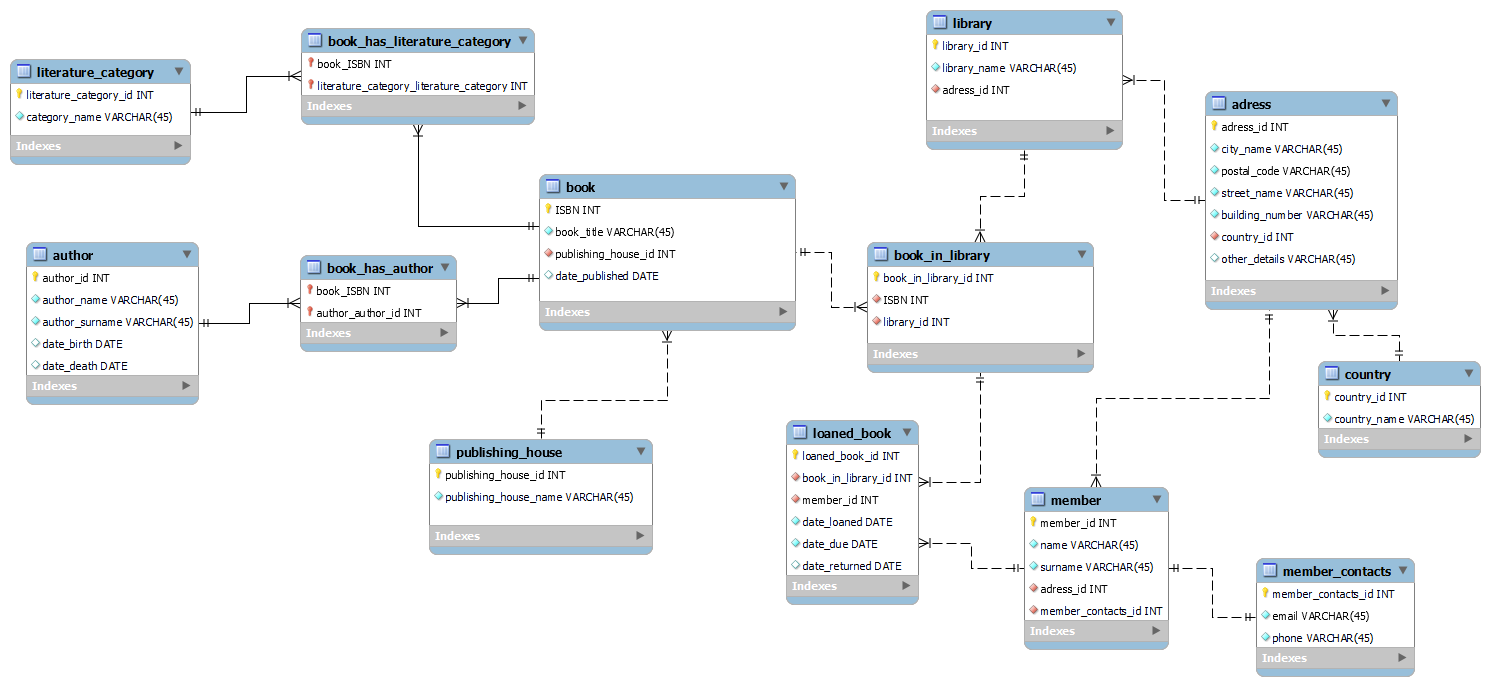 literature_category
literature_category_id INT
category_name VARCHAR(45)
Indexes
book_has_literature_category
book_ISBN INT
literature_category_literature_category INT
Indexes
library
library_id INT
library_name VARCHAR(45)
adress_id INT
Indexes
adress
adress_id INT
city_name VARCHAR(45)
postal_code VARCHAR(45)
street_name VARCHAR(45)
building_number VARCHAR(45)
country_id INT
other_details VARCHAR(45)
Indexes
book
ISBN INT
book_title VARCHAR(45)
publishing_house_id INT
date_published DATE
Indexes
author
author_id INT
author_name VARCHAR(45)
author_surname VARCHAR(45)
date_birth DATE
date_death DATE
Indexes
book_has_author
book_ISBN INT
author_author_id INT
Indexes
book_in_library
book_in_library_id INT
ISBN INT
library_id INT
Indexes
country
country_id INT
country_name VARCHAR(45)
Indexes
publishing_house
publishing_house_id INT
publishing_house_name VARCHAR(45)
Indexes
loaned_book
loaned_book_id INT
book_in_library_id INT
member_id INT
date_loaned DATE
date_due DATE
date_returned DATE
Indexes
member
member_id INT
name VARCHAR(45)
surname VARCHAR(45)
adress_id INT
member_contacts_id INT
Indexes
member_contacts
member_contacts_id INT
email VARCHAR(45)
phone VARCHAR(45)
Indexes